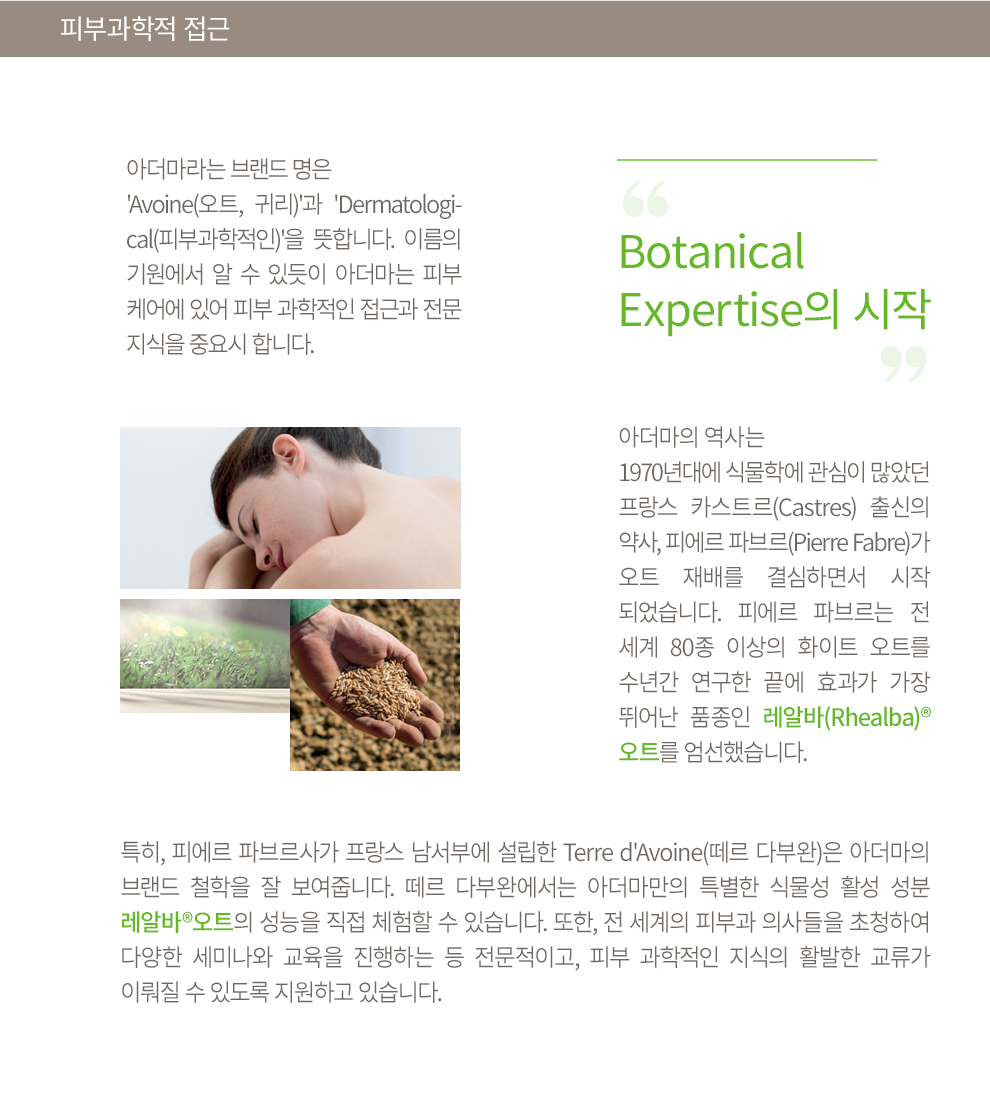 피부과학적 접근
아더마라는 브랜드 명은
'Avoine(오트, 귀리)'과 'Dermatologi-
cal(피부과학적인)'을 뜻합니다. 이름의
기원에서 알 수 있듯이 아더마는 피부
케어에 있어 피부 과학적인 접근과 전문
지식을 중요시 합니다.
“
Botanical
Expertise의 시작
”
아더마의 역사는
1970년대에 식물학에 관심이 많았던
프랑스 카스트르(Castres) 출신의
약사, 피에르 파브르(Pierre Fabre)가
오트 재배를 결심하면서 시작
되었습니다. 피에르 파브르는 전
세계 80종 이상의 화이트 오트를
수년간 연구한 끝에 효과가 가장
뛰어난 품종인 레알바(Rhealba)®
오트를 엄선했습니다.
특히, 피에르 파브르사가 프랑스 남서부에 설립한 Terre d'Avoine(떼르 다부완)은 아더마의
브랜드 철학을 잘 보여줍니다. 떼르 다부완에서는 아더마만의 특별한 식물성 활성 성분
레알바®오트의 성능을 직접 체험할 수 있습니다. 또한, 전 세계의 피부과 의사들을 초청하여
다양한 세미나와 교육을 진행하는 등 전문적이고, 피부 과학적인 지식의 활발한 교류가
이뤄질 수 있도록 지원하고 있습니다.